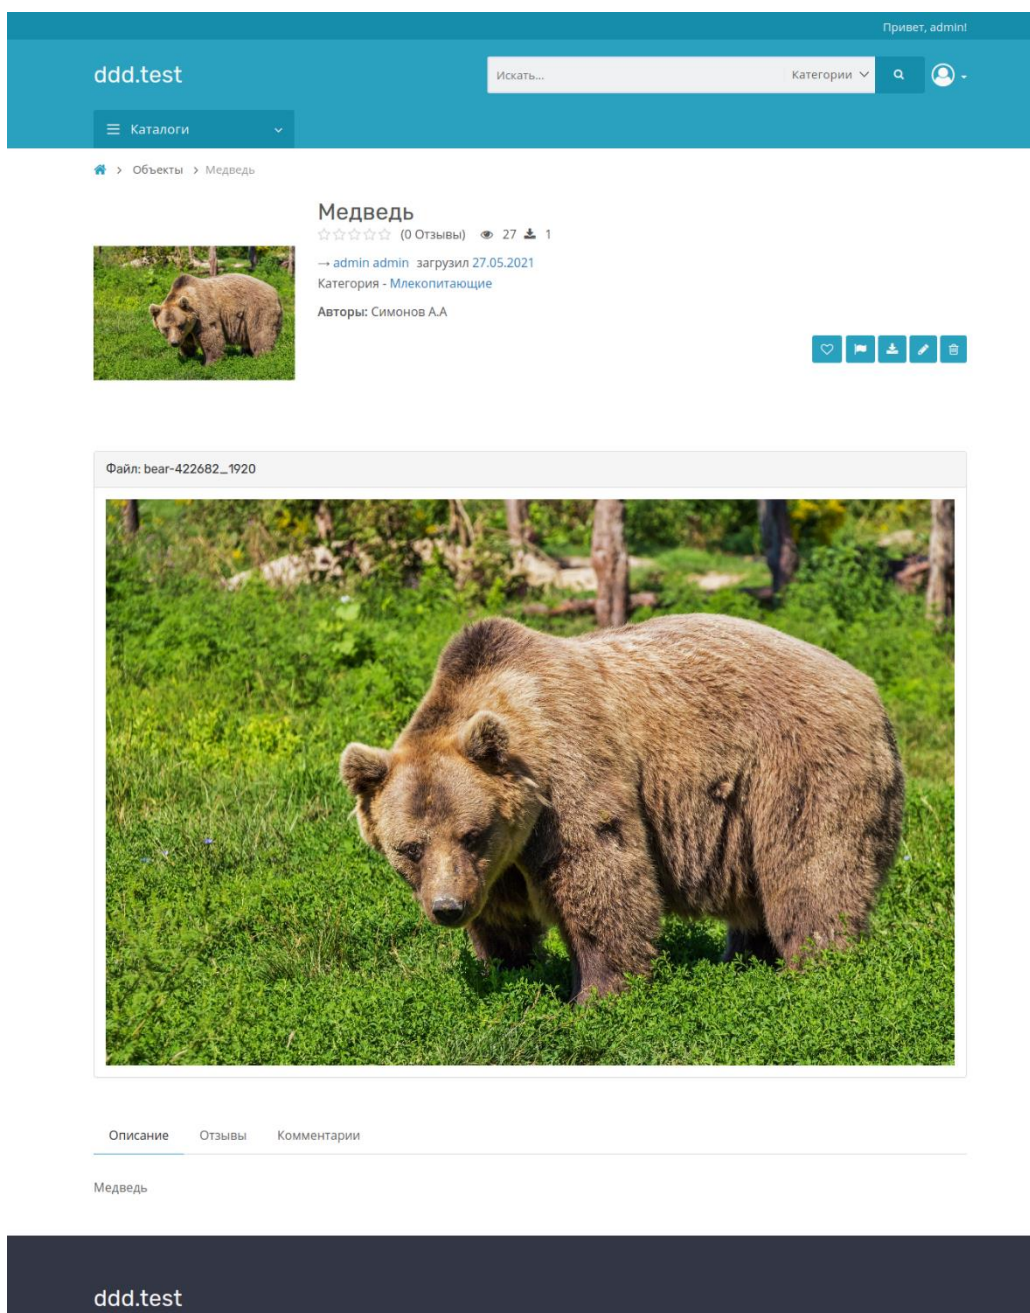 Привет, admin!
ddd.test
Искать...
Категории
Каталоги
Объекты > Медведь
Медведь
(0 Отзывы) 27 1
→ admin admin загрузил 27.05.2021
Категория - Млекопитающие
Авторы: Симонов А.А
Файл: bear-422682_1920
Описание Отзывы Комментарии
Медведь
ddd.test